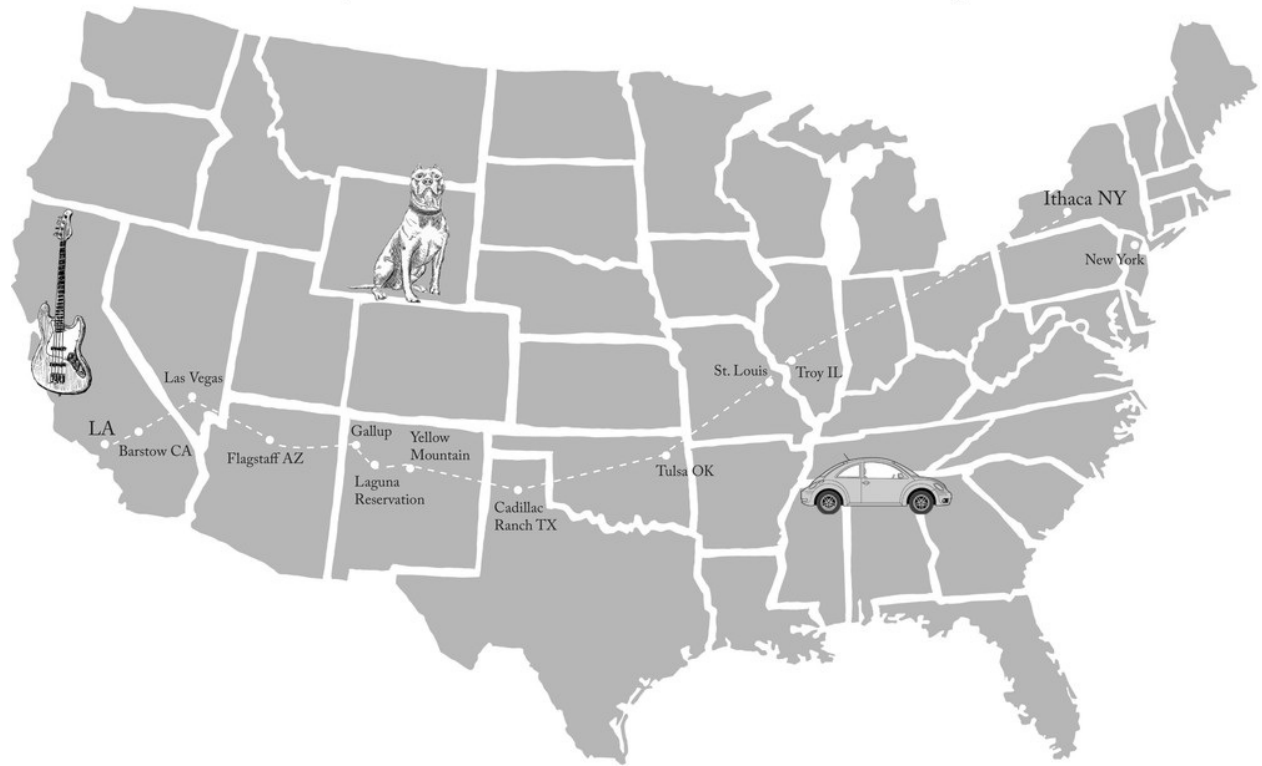 Ithaca NY
New York
St. Louis
Troy IL
Las Vegas
LA
Barstow CA
Flagstaff AZ
Gallup
Yellow
Mountain
Laguna
Reservation
Tulsa OK
Cadillac
Ranch TX